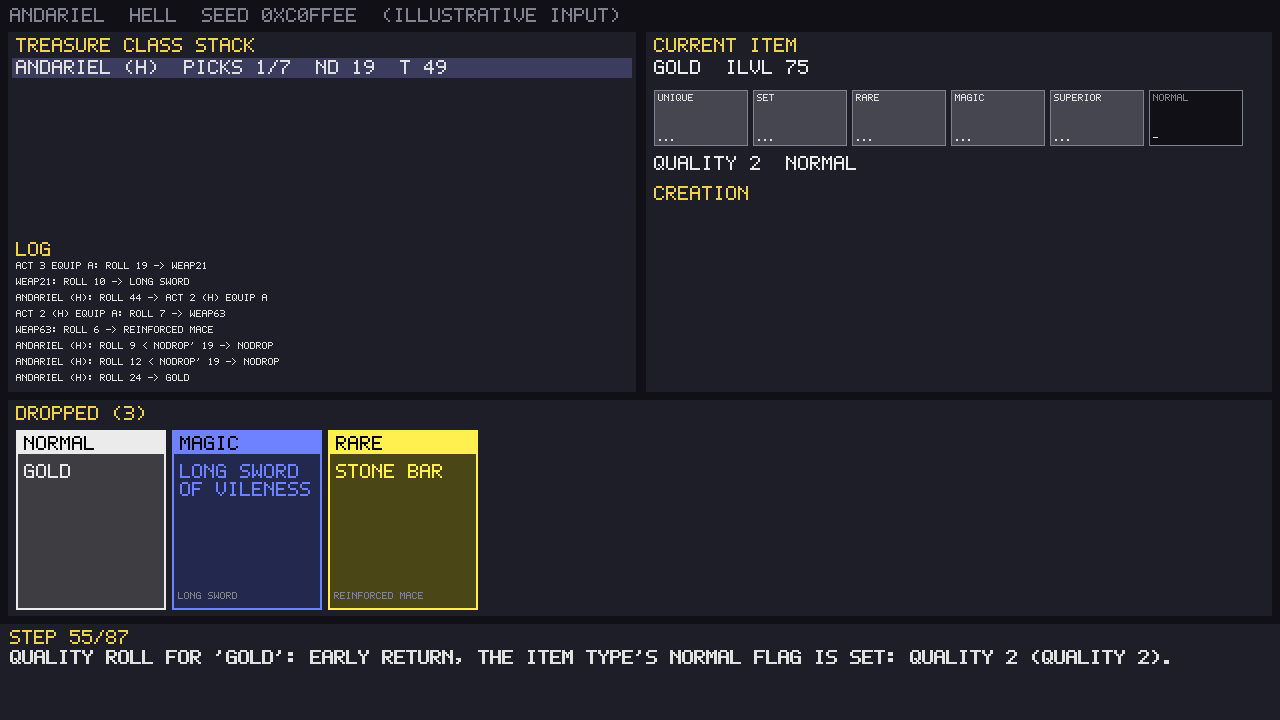 ANDARIEL  HELL  SEED 0XC0FFEE  (ILLUSTRATIVE INPUT)
TREASURE CLASS STACK
ANDARIEL (H)  PICKS 1/7  ND 19  T 49
LOG
ACT 3 EQUIP A: ROLL 19 -> WEAP21
WEAP21: ROLL 10 -> LONG SWORD
ANDARIEL (H): ROLL 44 -> ACT 2 (H) EQUIP A
ACT 2 (H) EQUIP A: ROLL 7 -> WEAP63
WEAP63: ROLL 6 -> REINFORCED MACE
ANDARIEL (H): ROLL 9 < NODROP' 19 -> NODROP
ANDARIEL (H): ROLL 12 < NODROP' 19 -> NODROP
ANDARIEL (H): ROLL 24 -> GOLD
CURRENT ITEM
GOLD  ILVL 75
UNIQUE
...
SET
...
RARE
...
MAGIC
...
SUPERIOR
...
NORMAL
-
QUALITY 2  NORMAL
CREATION
DROPPED (3)
NORMAL
GOLD
MAGIC
LONG SWORD
OF VILENESS
LONG SWORD
RARE
STONE BAR
REINFORCED MACE
STEP 55/87
QUALITY ROLL FOR 'GOLD': EARLY RETURN, THE ITEM TYPE'S NORMAL FLAG IS SET: QUALITY 2 (QUALITY 2).